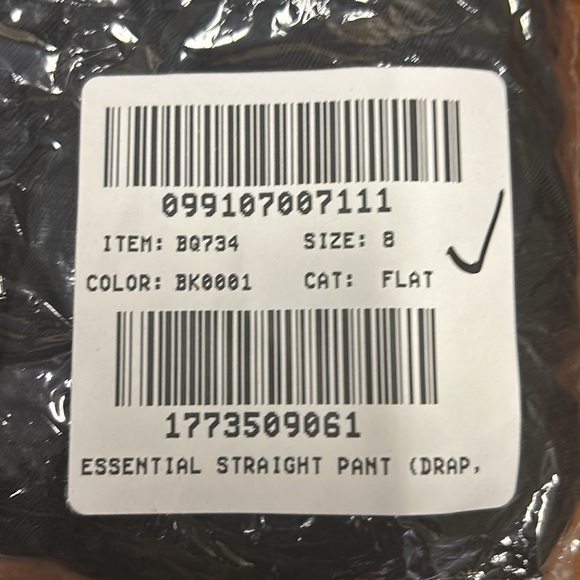 099107007111
ITEM: BQ734 SIZE: 8
COLOR: BK0001 CAT: FLAT
1773509061
ESSENTIAL STRAIGHT PANT (DRAP,